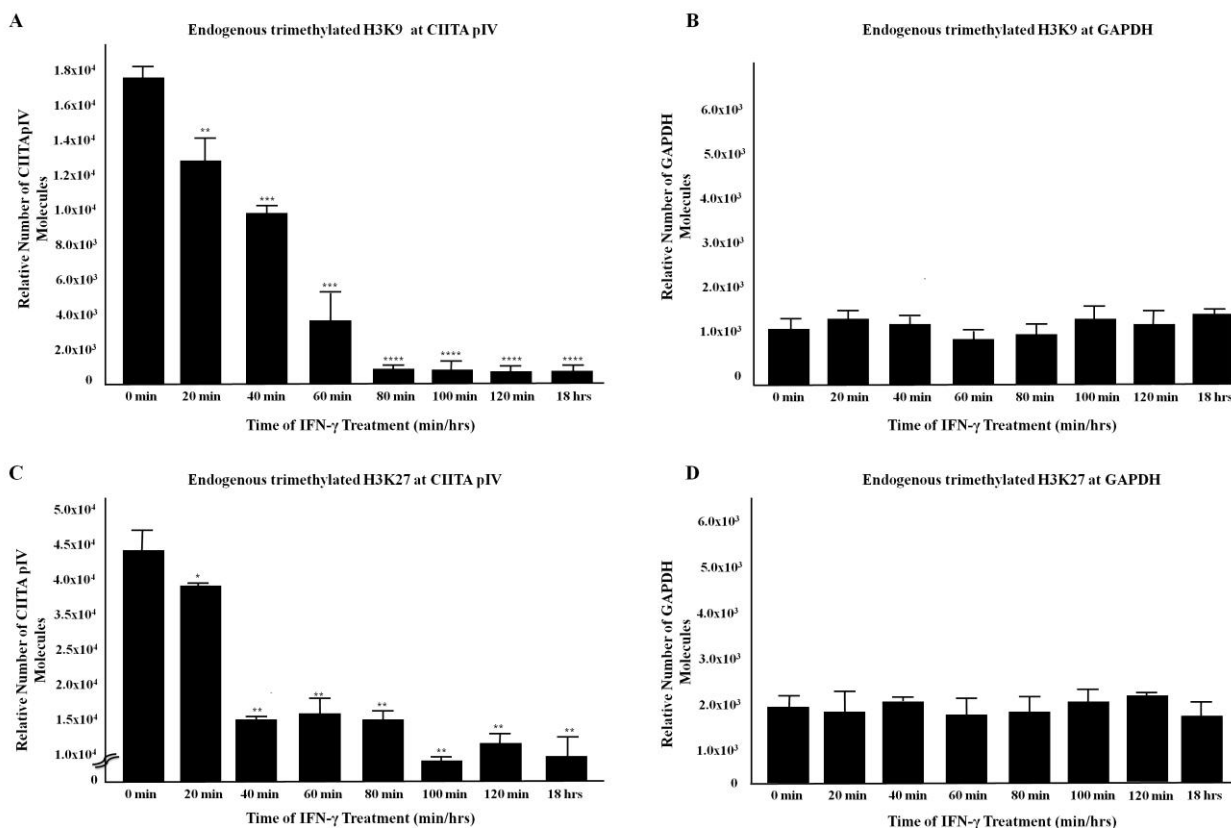 A
Endogenous trimethylated H3K9 at CIITA pIV
Relative Number of CIITApIV
Molecules
1.8x10⁴
1.6x10⁴
1.4x10⁴
1.2x10⁴
1.0x10⁴
8.0x10³
6.0x10³
4.0x10³
2.0x10³
0
**
***
***
****
****
****
****
0 min 20 min 40 min 60 min 80 min 100 min 120 min 18 hrs
Time of IFN-γ Treatment (min/hrs)
B
Endogenous trimethylated H3K9 at GAPDH
Relative Number of GAPDH
Molecules
6.0x10³
5.0x10³
4.0x10³
3.0x10³
2.0x10³
1.0x10³
0
0 min 20 min 40 min 60 min 80 min 100 min 120 min 18 hrs
Time of IFN-γ Treatment (min/hrs)
C
Endogenous trimethylated H3K27 at CIITA pIV
Relative Number of CIITA pIV
Molecules
5.0x10⁴
4.5x10⁴
4.0x10⁴
3.5x10⁴
2.5x10⁴
2.0x10⁴
1.5x10⁴
1.0x10⁴
0
*
**
**
**
**
**
**
0 min 20 min 40 min 60 min 80 min 100 min 120 min 18 hrs
Time of IFN-γ Treatment (min/hrs)
D
Endogenous trimethylated H3K27 at GAPDH
Relative Number of GAPDH
Molecules
6.0x10³
5.0x10³
4.0x10³
3.0x10³
2.0x10³
1.0x10³
0
0 min 20 min 40 min 60 min 80 min 100 min 120 min 18 hrs
Time of IFN-γ Treatment (min/hrs)